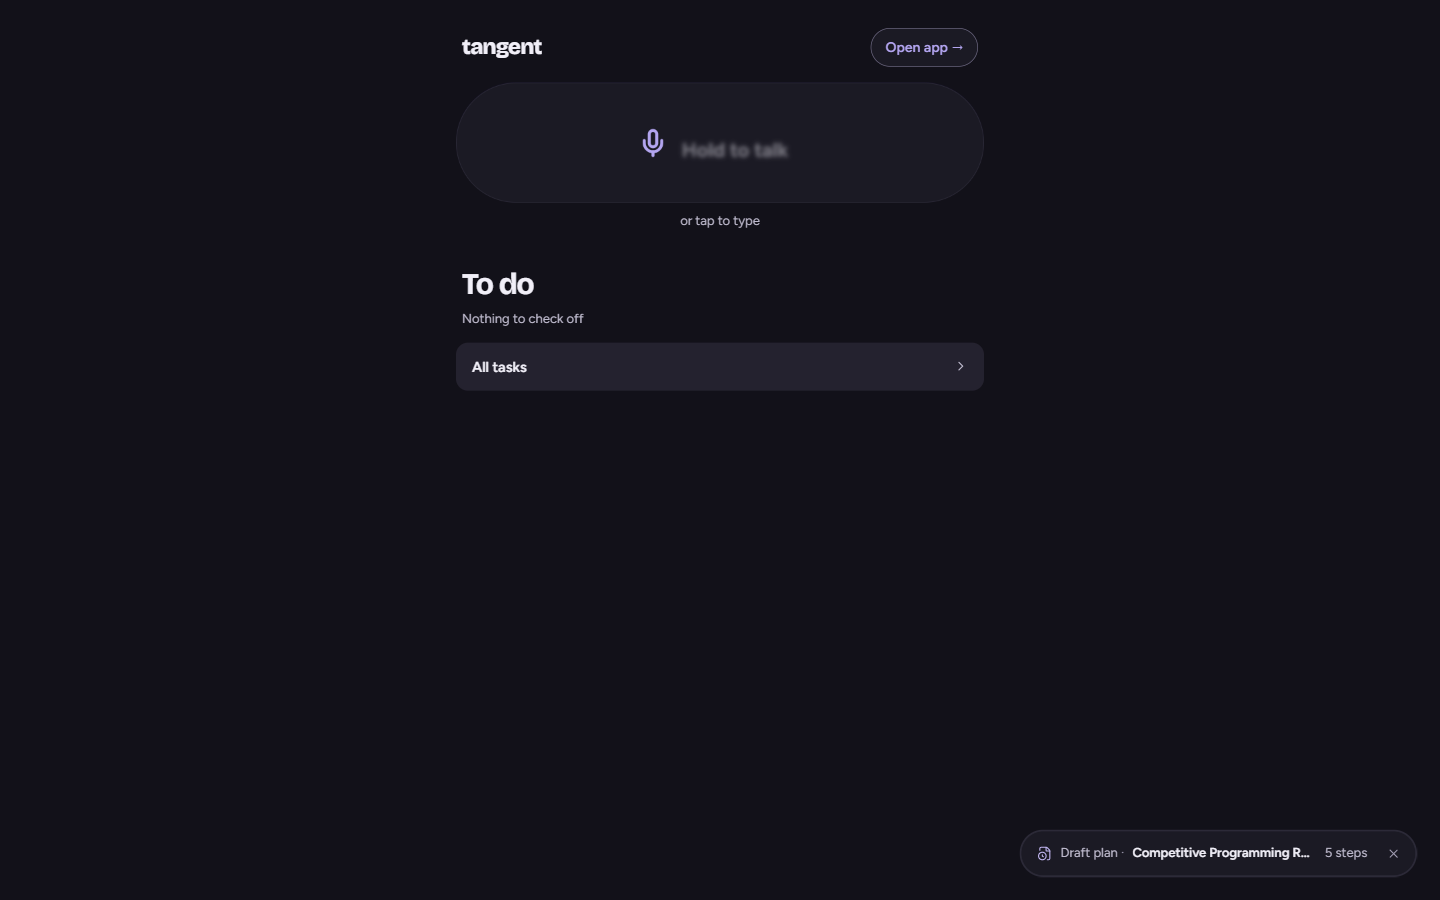 tangent
Open app →
Hold to talk
or tap to type
To do
Nothing to check off
All tasks
Draft plan · Competitive Programming R... 5 steps